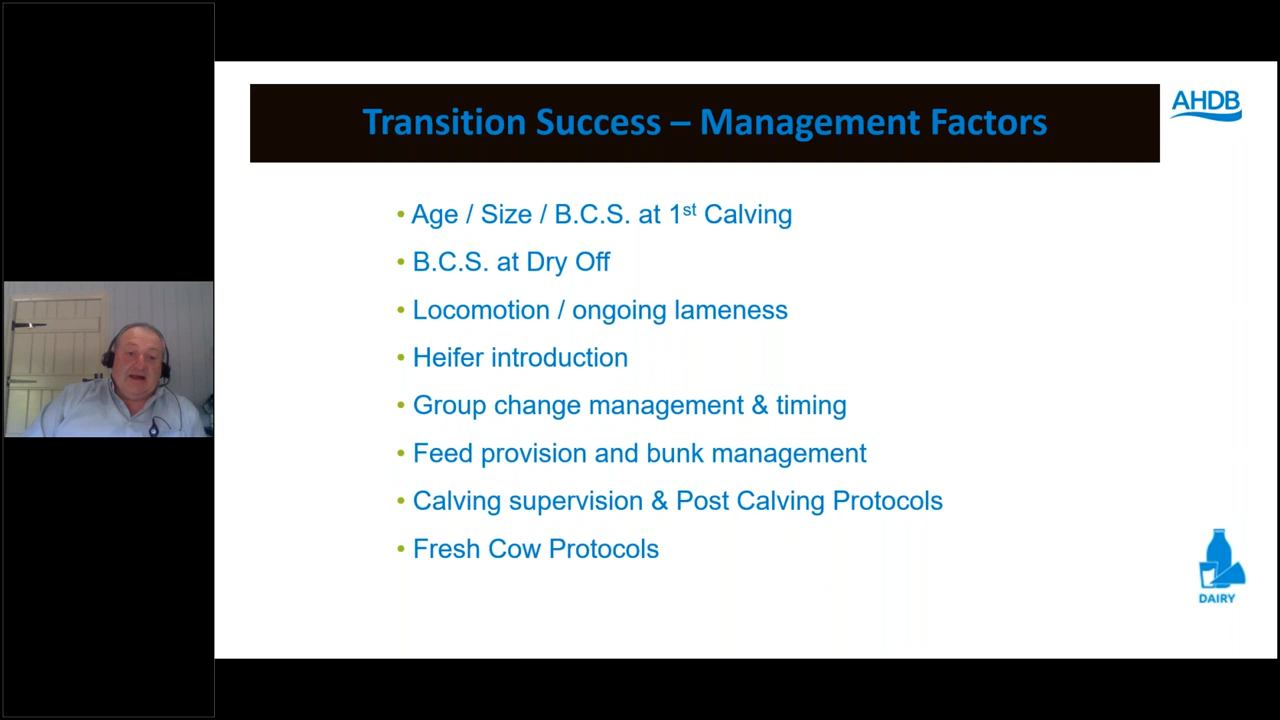 Transition Success – Management Factors
AHDB
• Age / Size / B.C.S. at 1st Calving
• B.C.S. at Dry Off
• Locomotion / ongoing lameness
• Heifer introduction
• Group change management & timing
• Feed provision and bunk management
• Calving supervision & Post Calving Protocols
• Fresh Cow Protocols
DAIRY